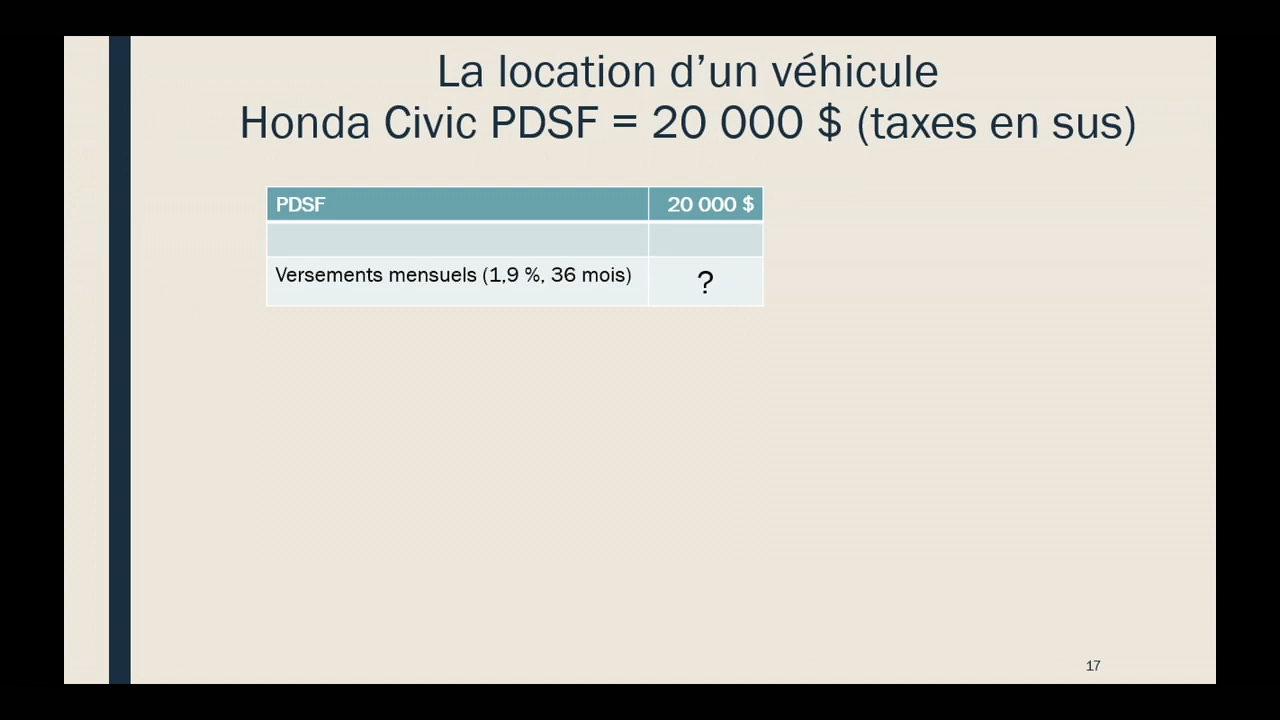 La location d’un véhicule
Honda Civic PDSF = 20 000 $ (taxes en sus)
PDSF 20 000 $
Versements mensuels (1,9 %, 36 mois) ?
17